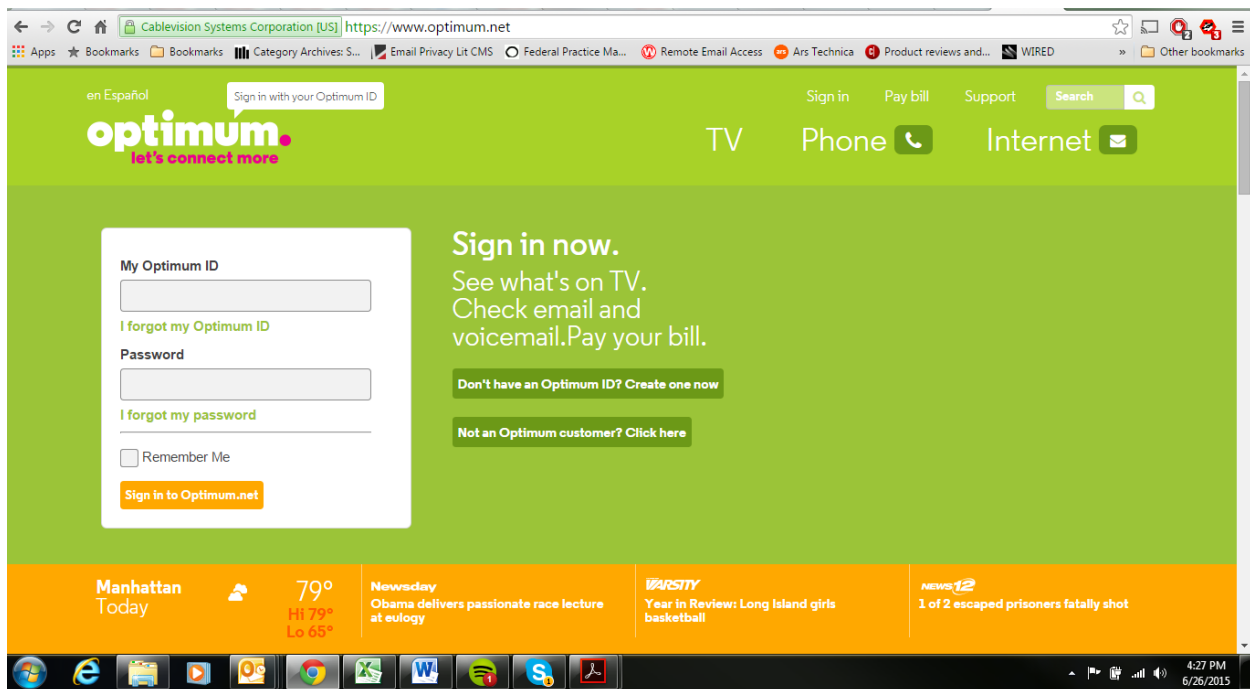 Cablevision Systems Corporation [US] https://www.optimum.net
Apps Bookmarks Bookmarks Category Archives: S... Email Privacy Lit CMS Federal Practice Ma... Remote Email Access Ars Technica Product reviews and... WIRED » Other bookmarks
en Español Sign in with your Optimum ID Sign in Pay bill Support Search
optimum.
let's connect more
TV Phone Internet
My Optimum ID
I forgot my Optimum ID
Password
I forgot my password
Remember Me
Sign in to Optimum.net
Sign in now.
See what's on TV.
Check email and
voicemail.Pay your bill.
Don't have an Optimum ID? Create one now
Not an Optimum customer? Click here
Manhattan
Today
79°
Hi 79°
Lo 65°
Newsday
Obama delivers passionate race lecture
at eulogy
VARSITY
Year in Review: Long Island girls
basketball
NEWS 12
1 of 2 escaped prisoners fatally shot
4:27 PM
6/26/2015